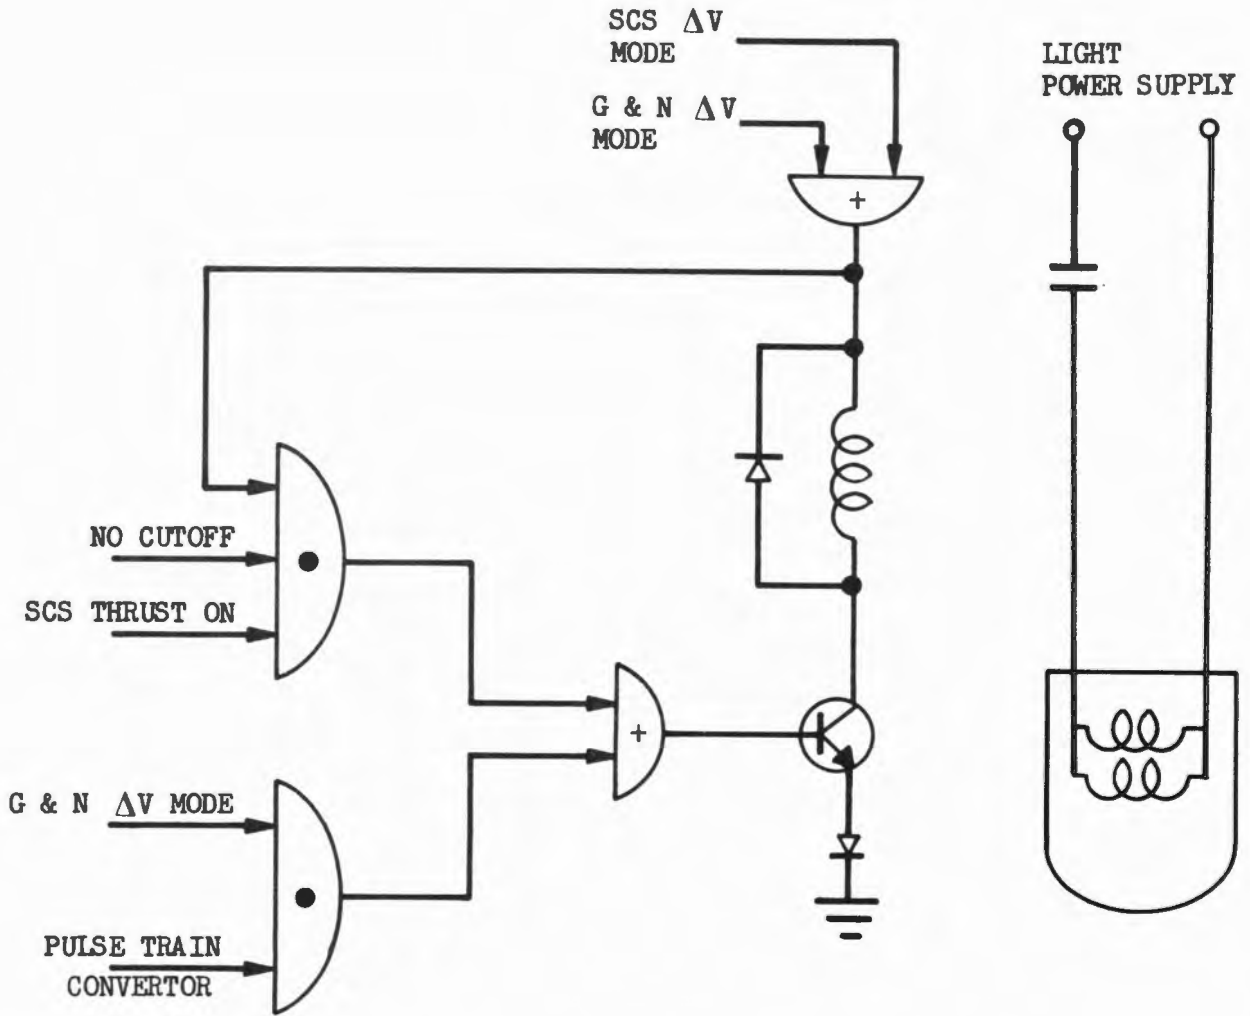 SCS ΔV
MODE
G & N ΔV
MODE
LIGHT
POWER SUPPLY
+
NO CUTOFF
SCS THRUST ON
+
G & N ΔV MODE
PULSE TRAIN
CONVERTOR